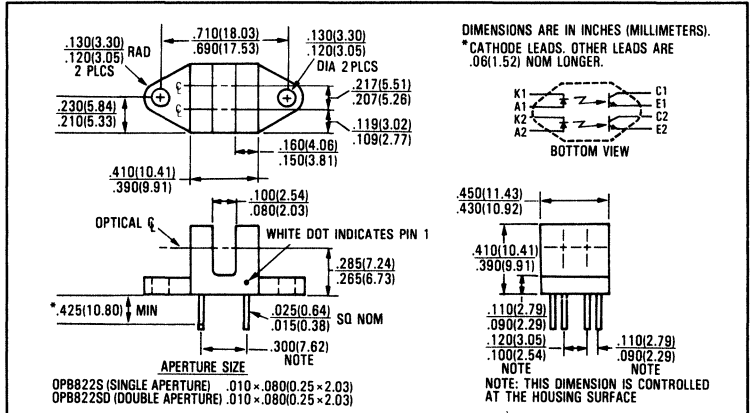 .130(3.30) RAD
.120(3.05)
2 PLCS
.710(18.03)
.690(17.53)
.130(3.30)
.120(3.05)
DIA 2 PLCS
.217(5.51)
.207(5.26)
.230(5.84)
.210(5.33)
.119(3.02)
.109(2.77)
.160(4.06)
.150(3.81)
.410(10.41)
.390(9.91)
DIMENSIONS ARE IN INCHES (MILLIMETERS).
*CATHODE LEADS. OTHER LEADS ARE
.06(1.52) NOM LONGER.
K1
A1
K2
A2
C1
E1
C2
E2
BOTTOM VIEW
.100(2.54)
.080(2.03)
OPTICAL ℄
WHITE DOT INDICATES PIN 1
.285(7.24)
.265(6.73)
*.425(10.80) MIN
.025(0.64)
.015(0.38) SQ NOM
.300(7.62)
NOTE
.450(11.43)
.430(10.92)
.410(10.41)
.390(9.91)
.110(2.79)
.090(2.29)
.120(3.05)
.100(2.54)
NOTE
.110(2.79)
.090(2.29)
NOTE
NOTE: THIS DIMENSION IS CONTROLLED
AT THE HOUSING SURFACE
APERTURE SIZE
OPB822S (SINGLE APERTURE) .010 × .080(0.25 × 2.03)
OPB822SD (DOUBLE APERTURE) .010 × .080(0.25 × 2.03)